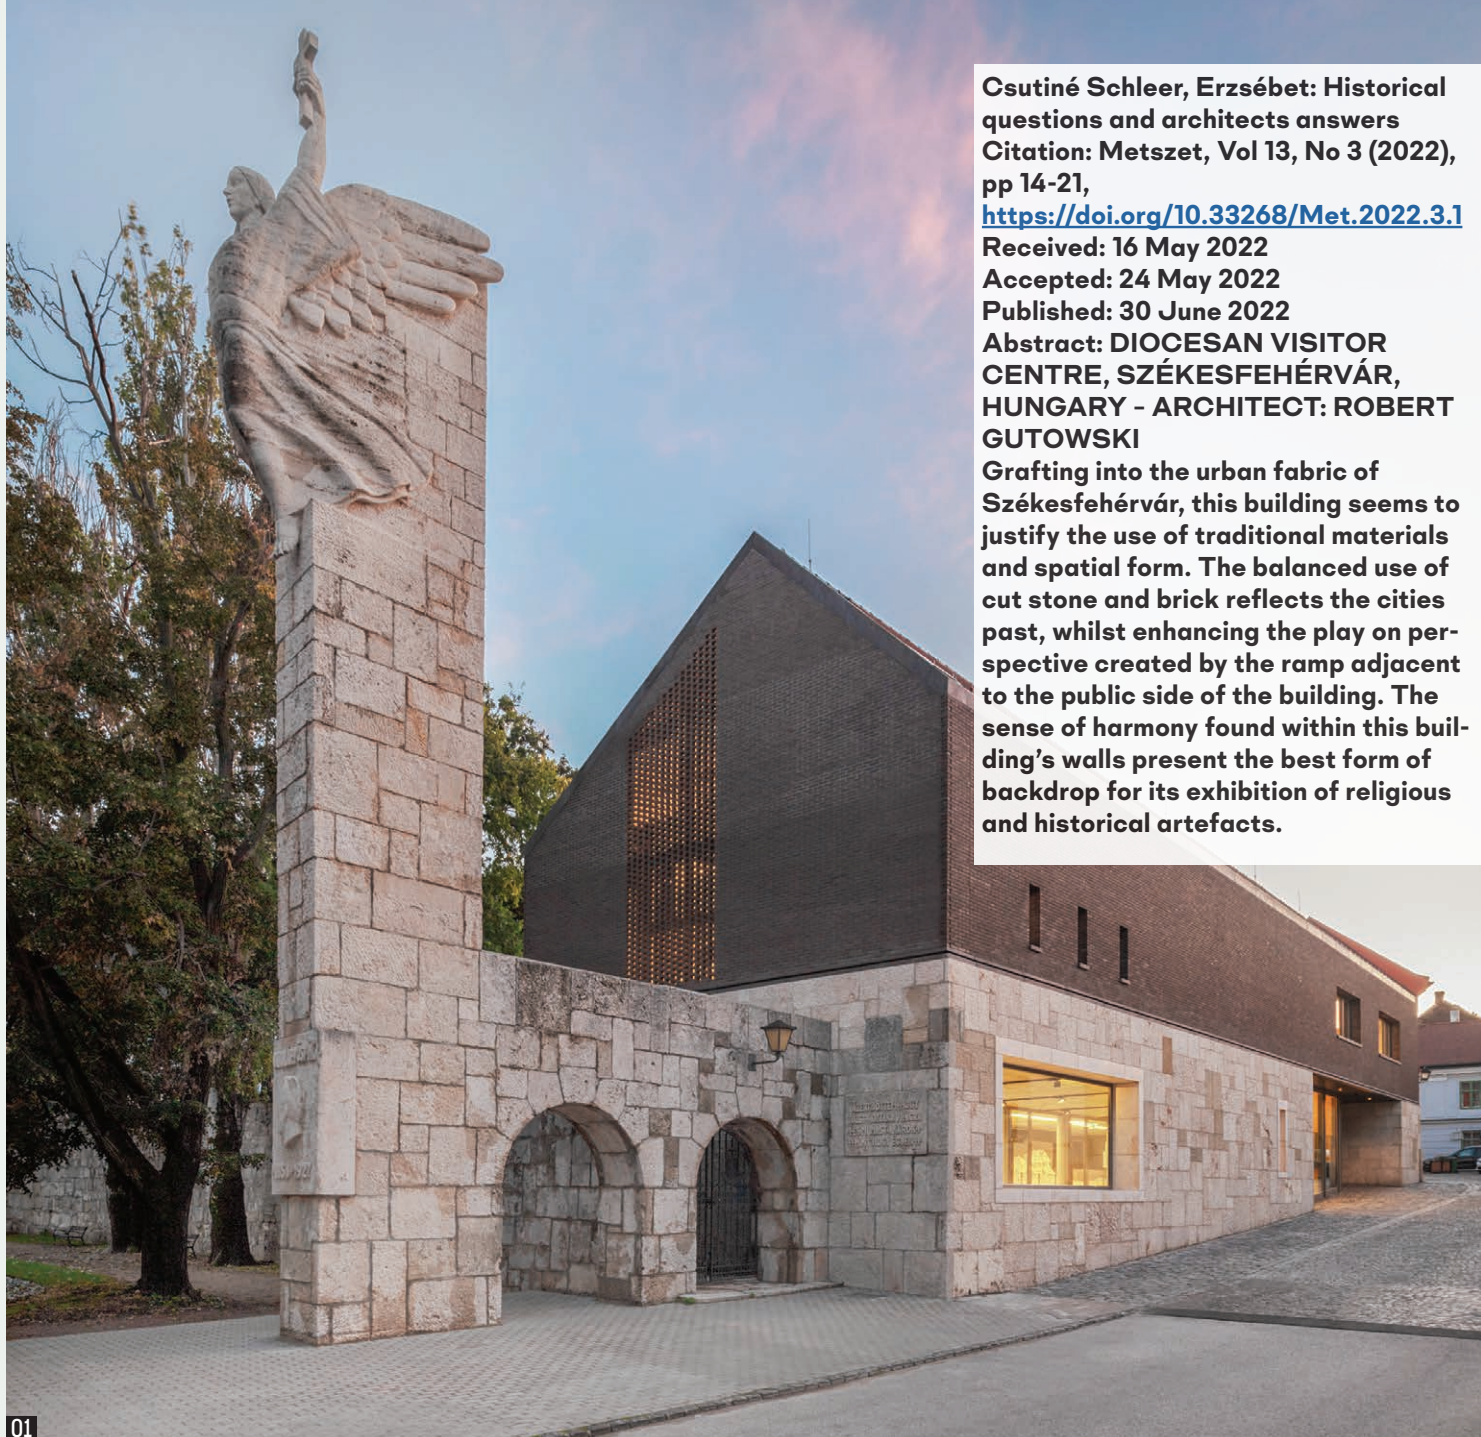 Csutiné Schleer, Erzsébet: Historical
questions and architects answers
Citation: Metszet, Vol 13, No 3 (2022),
pp 14-21,
https://doi.org/10.33268/Met.2022.3.1
Received: 16 May 2022
Accepted: 24 May 2022
Published: 30 June 2022
Abstract: DIOCESAN VISITOR
CENTRE, SZÉKESFEHÉRVÁR,
HUNGARY - ARCHITECT: ROBERT
GUTOWSKI
Grafting into the urban fabric of
Székesfehérvár, this building seems to
justify the use of traditional materials
and spatial form. The balanced use of
cut stone and brick reflects the cities
past, whilst enhancing the play on per-
spective created by the ramp adjacent
to the public side of the building. The
sense of harmony found within this buil-
ding's walls present the best form of
backdrop for its exhibition of religious
and historical artefacts.
01